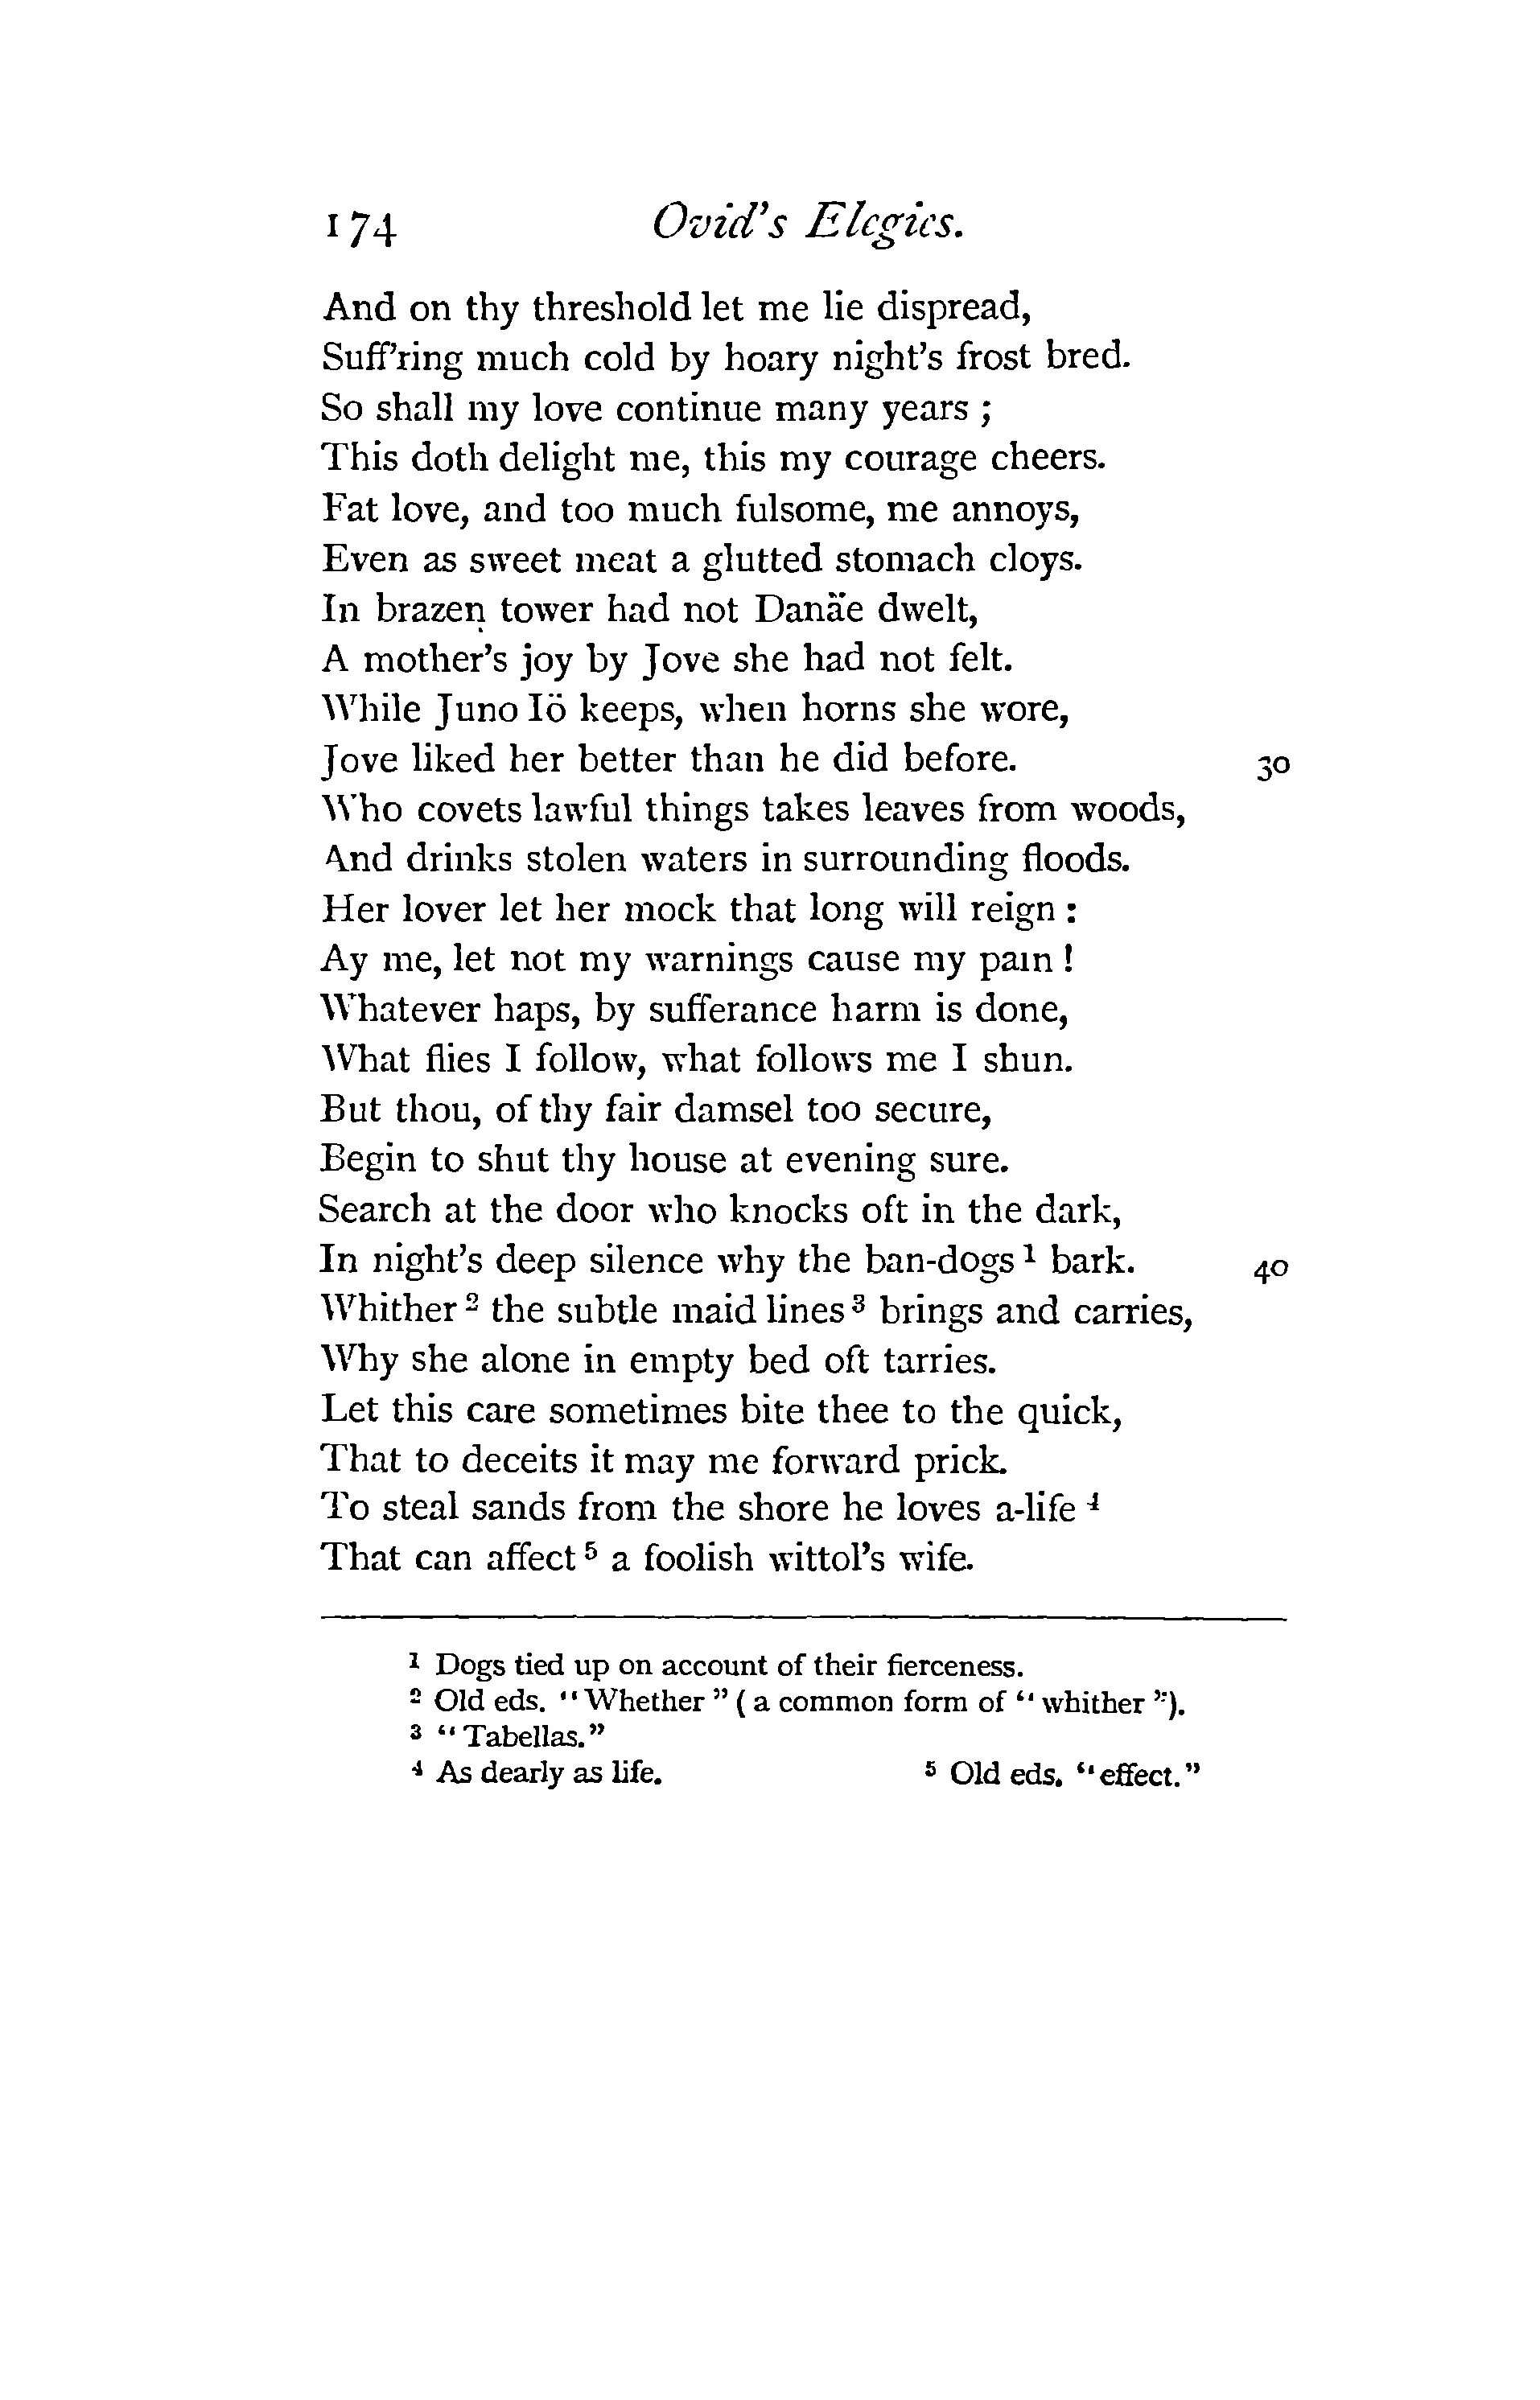 174 Ovid's Elegies.
And on thy threshold let me lie dispread,
Suff'ring much cold by hoary night's frost bred.
So shall my love continue many years ;
This doth delight me, this my courage cheers.
Fat love, and too much fulsome, me annoys,
Even as sweet meat a glutted stomach cloys.
In brazen tower had not Danäe dwelt,
A mother's joy by Jove she had not felt.
While Juno Iö keeps, when horns she wore,
Jove liked her better than he did before. 30
Who covets lawful things takes leaves from woods,
And drinks stolen waters in surrounding floods.
Her lover let her mock that long will reign :
Ay me, let not my warnings cause my pain !
Whatever haps, by sufferance harm is done,
What flies I follow, what follows me I shun.
But thou, of thy fair damsel too secure,
Begin to shut thy house at evening sure.
Search at the door who knocks oft in the dark,
In night's deep silence why the ban-dogs ¹ bark. 40
Whither ² the subtle maid lines ³ brings and carries,
Why she alone in empty bed oft tarries.
Let this care sometimes bite thee to the quick,
That to deceits it may me forward prick.
To steal sands from the shore he loves a-life ⁴
That can affect ⁵ a foolish wittol's wife.
¹ Dogs tied up on account of their fierceness.
² Old eds. "Whether" (a common form of "whither").
³ "Tabellas."
⁴ As dearly as life. ⁵ Old eds. "effect."